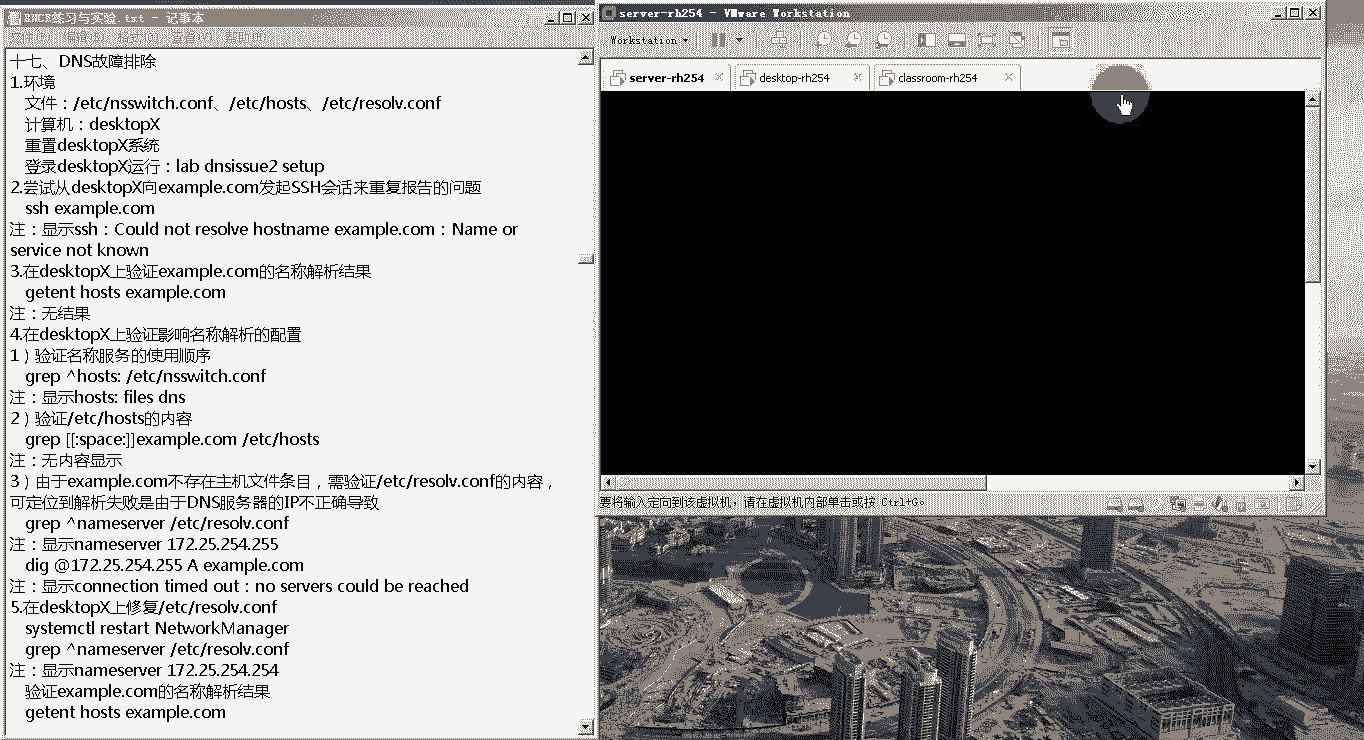 RHCE练习与实验.txt - 记事本
文件(F) 编辑(E) 格式(O) 查看(V) 帮助(H)
十七、DNS故障排除
1.环境
文件：/etc/nsswitch.conf、/etc/hosts、/etc/resolv.conf
计算机：desktopX
重置desktopX系统
登录desktopX运行：lab dnsissue2 setup
2.尝试从desktopX向example.com发起SSH会话来重复报告的问题
ssh example.com
注：显示ssh：Could not resolve hostname example.com：Name or
service not known
3.在desktopX上验证example.com的名称解析结果
getent hosts example.com
注：无结果
4.在desktopX上验证影响名称解析的配置
1）验证名称服务的使用顺序
grep ^hosts: /etc/nsswitch.conf
注：显示hosts: files dns
2）验证/etc/hosts的内容
grep [[:space:]]example.com /etc/hosts
注：无内容显示
3）由于example.com不存在主机文件条目，需验证/etc/resolv.conf的内容，
可定位到解析失败是由于DNS服务器的IP不正确导致
grep ^nameserver /etc/resolv.conf
注：显示nameserver 172.25.254.255
dig @172.25.254.255 A example.com
注：显示connection timed out：no servers could be reached
5.在desktopX上修复/etc/resolv.conf
systemctl restart NetworkManager
grep ^nameserver /etc/resolv.conf
注：显示nameserver 172.25.254.254
验证example.com的名称解析结果
getent hosts example.com
server-rh254 - VMware Workstation
Workstation
server-rh254 desktop-rh254 classroom-rh254
要将输入定向到该虚拟机，请在虚拟机内部单击或按 Ctrl+G。